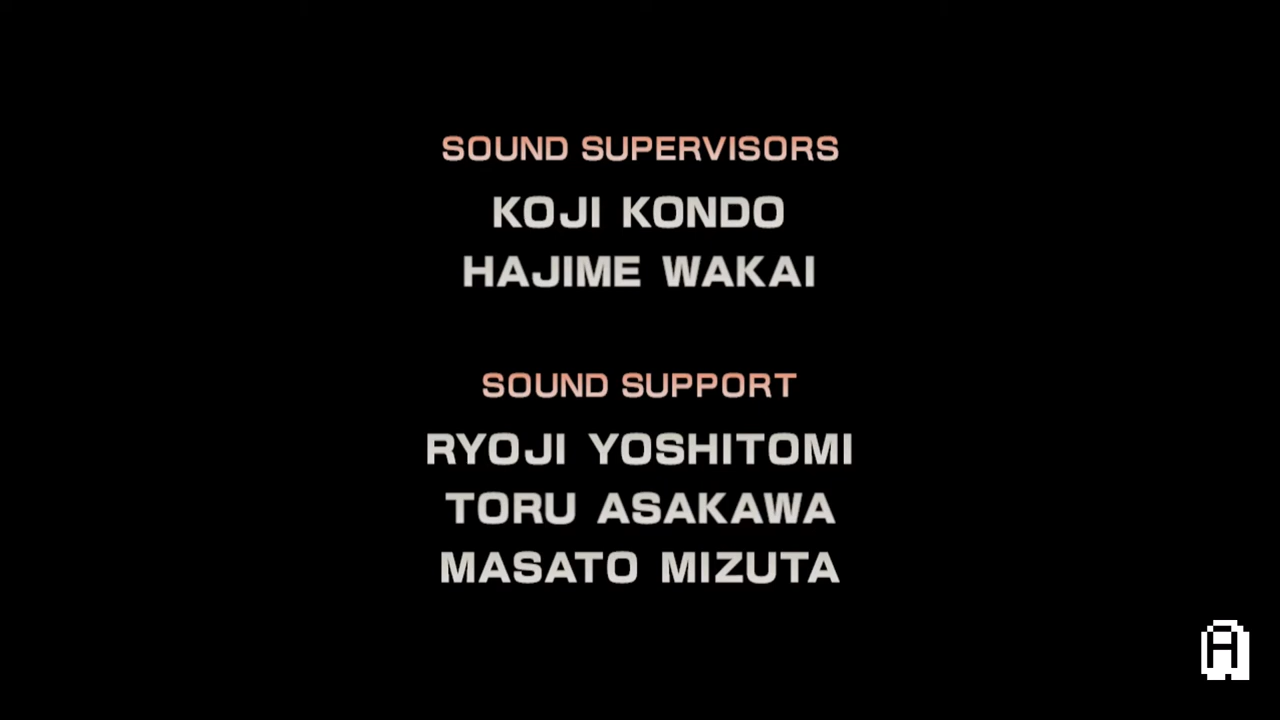 SOUND SUPERVISORS
KOJI KONDO
HAJIME WAKAI
SOUND SUPPORT
RYOJI YOSHITOMI
TORU ASAKAWA
MASATO MIZUTA
A